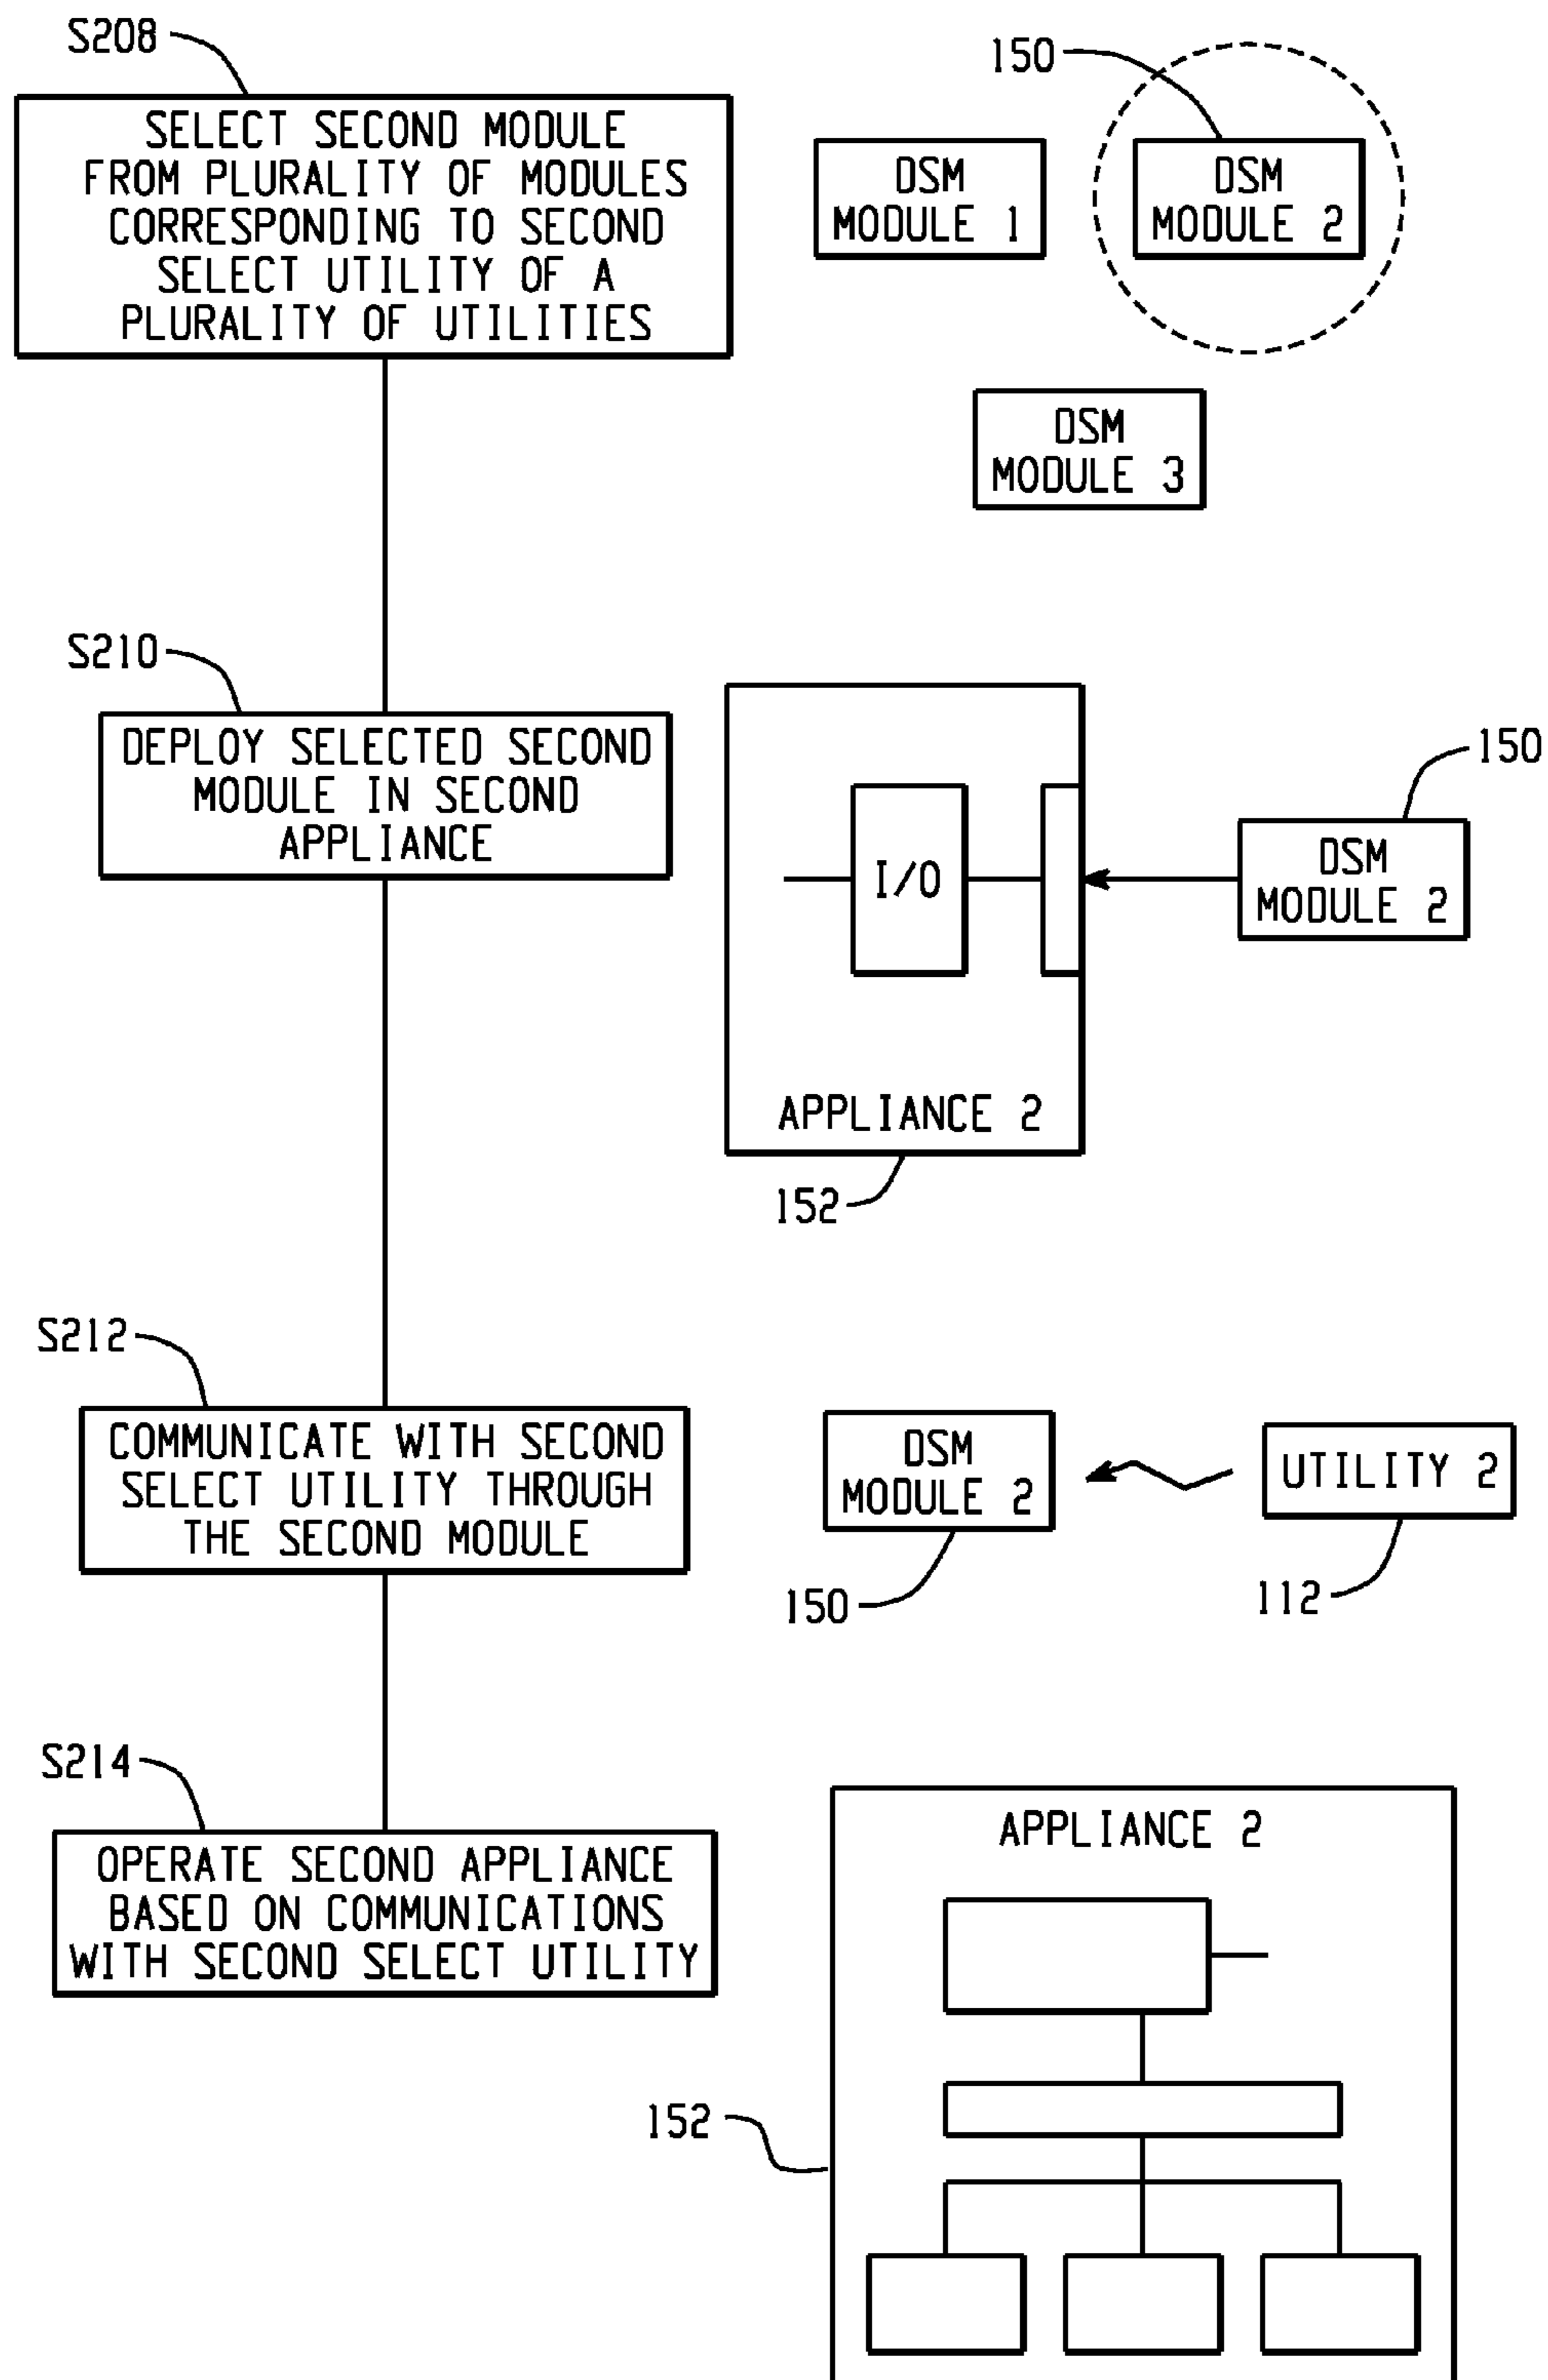 S208
SELECT SECOND MODULE
FROM PLURALITY OF MODULES
CORRESPONDING TO SECOND
SELECT UTILITY OF A
PLURALITY OF UTILITIES
150
DSM
MODULE 1
DSM
MODULE 2
DSM
MODULE 3
S210
DEPLOY SELECTED SECOND
MODULE IN SECOND
APPLIANCE
I/O
APPLIANCE 2
152
150
DSM
MODULE 2
S212
COMMUNICATE WITH SECOND
SELECT UTILITY THROUGH
THE SECOND MODULE
DSM
MODULE 2
150
UTILITY 2
112
S214
OPERATE SECOND APPLIANCE
BASED ON COMMUNICATIONS
WITH SECOND SELECT UTILITY
APPLIANCE 2
152